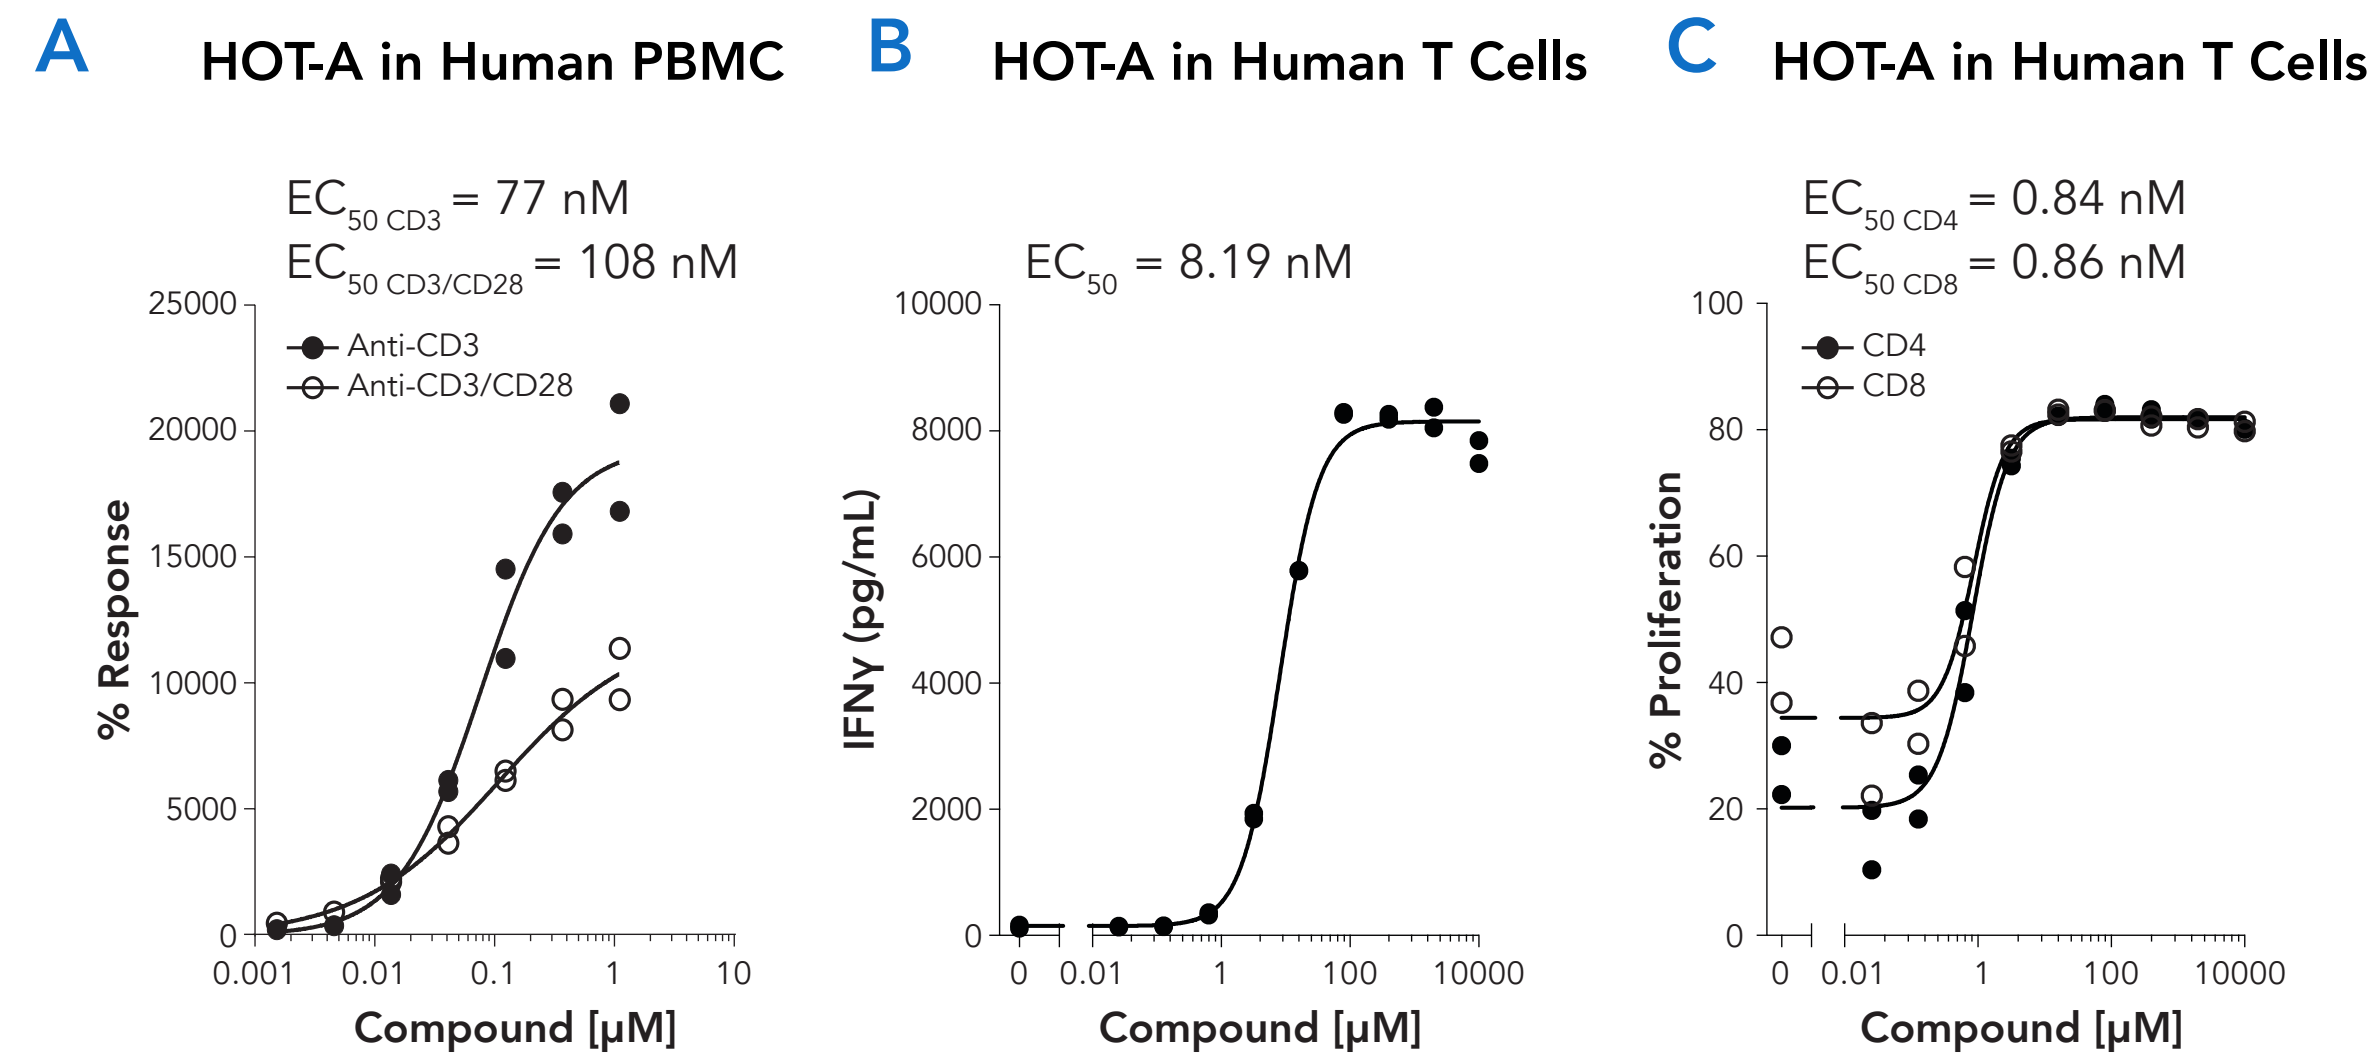 A
HOT-A in Human PBMC
EC50 CD3 = 77 nM
EC50 CD3/CD28 = 108 nM
25000
20000
15000
10000
5000
0
Anti-CD3
Anti-CD3/CD28
% Response
0.001 0.01 0.1 1 10
Compound [µM]
B
HOT-A in Human T Cells
EC50 = 8.19 nM
10000
8000
6000
4000
2000
0
IFNγ (pg/mL)
0 0.01 1 100 10000
Compound [µM]
C
HOT-A in Human T Cells
EC50 CD4 = 0.84 nM
EC50 CD8 = 0.86 nM
100
80
60
40
20
0
CD4
CD8
% Proliferation
0 0.01 1 100 10000
Compound [µM]